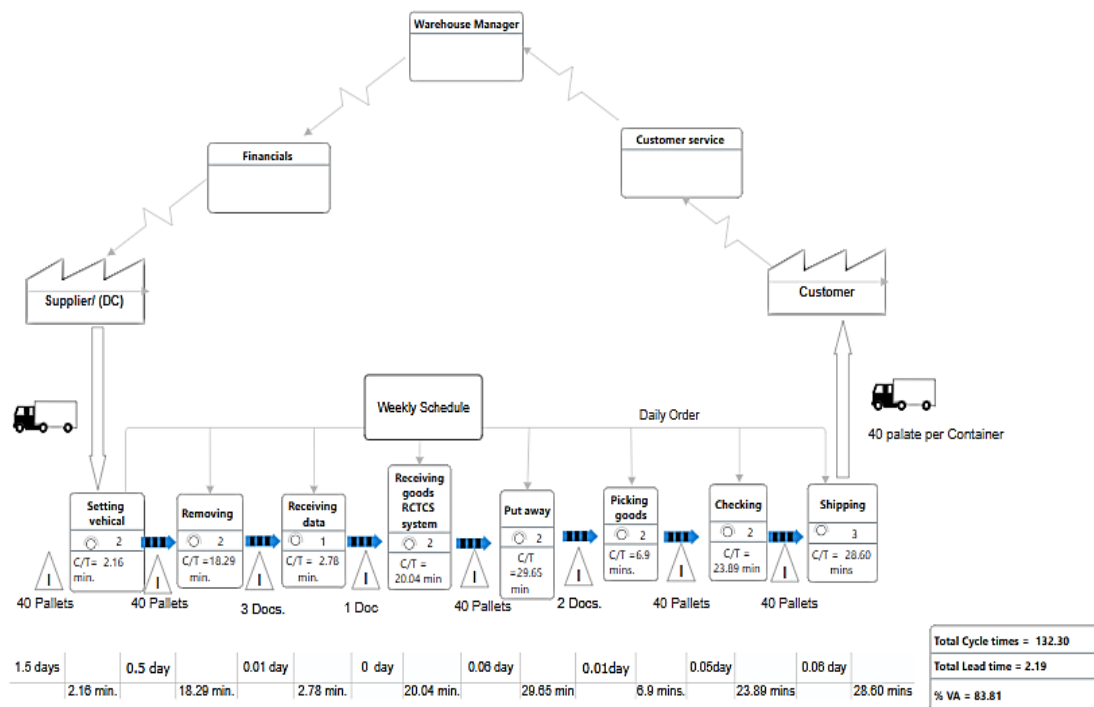 Warehouse Manager
Financials
Customer service
Supplier/ (DC)
Customer
Weekly Schedule
Daily Order
40 palate per Container
Setting
vehical
2
C/T= 2.16
min.
Removing
2
C/T =18.29
min.
Receiving
data
1
C/T= 2.78
min.
Receiving
goods
RCTCS
system
2
C/T =
20.04 min
Put away
2
C/T
=29.65
min
Picking
goods
2
C/T =6.9
mins.
Checking
2
C/T =
23.89 min
Shipping
3
C/T = 28.60
mins
I
I
I
I
I
I
I
I
40 Pallets
40 Pallets
3 Docs.
1 Doc
40 Pallets
2 Docs.
40 Pallets
40 Pallets
1.5 days
0.5 day
0.01 day
0 day
0.06 day
0.01day
0.05day
0.06 day
2.16 min.
18.29 min.
2.78 min.
20.04 min.
29.65 min
6.9 mins.
23.89 mins
28.60 mins
Total Cycle times = 132.30
Total Lead time = 2.19
% VA = 83.81